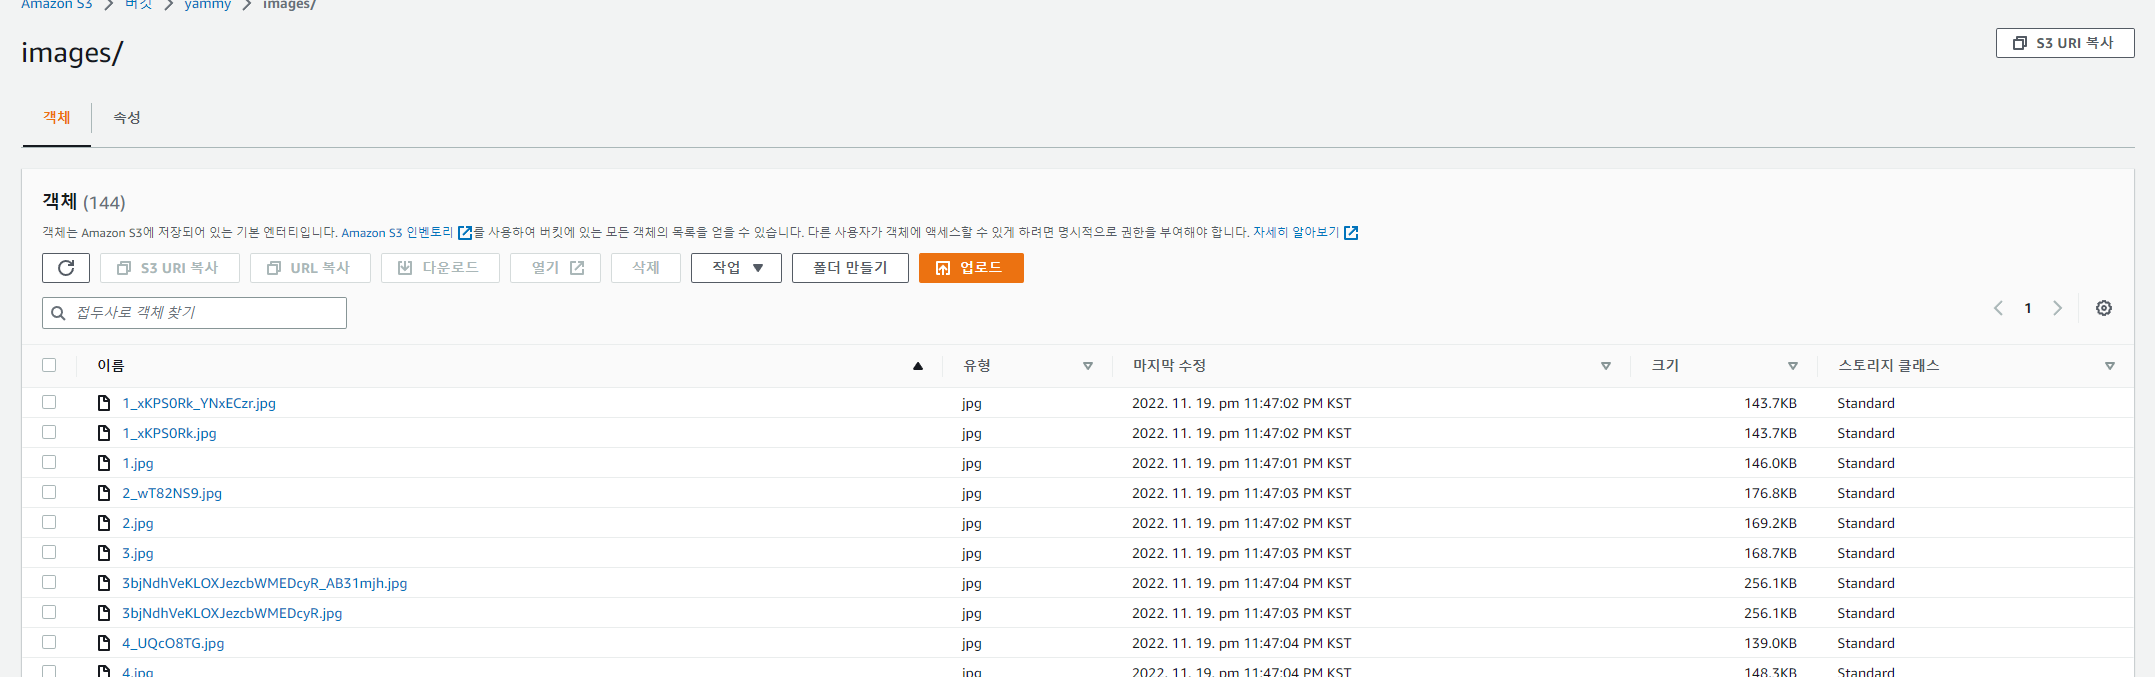 Amazon S3 > 버킷 > yammy > images/
images/
S3 URI 복사
객체 속성
객체 (144)
객체는 Amazon S3에 저장되어 있는 기본 엔터티입니다. Amazon S3 인벤토리를 사용하여 버킷에 있는 모든 객체의 목록을 얻을 수 있습니다. 다른 사용자가 객체에 액세스할 수 있게 하려면 명시적으로 권한을 부여해야 합니다. 자세히 알아보기
S3 URI 복사 URL 복사 다운로드 열기 삭제 작업 폴더 만들기 업로드
접두사로 객체 찾기
1
이름 유형 마지막 수정 크기 스토리지 클래스
1_xKPS0Rk_YNxECzr.jpg jpg 2022. 11. 19. pm 11:47:02 PM KST 143.7KB Standard
1_xKPS0Rk.jpg jpg 2022. 11. 19. pm 11:47:02 PM KST 143.7KB Standard
1.jpg jpg 2022. 11. 19. pm 11:47:01 PM KST 146.0KB Standard
2_wT82NS9.jpg jpg 2022. 11. 19. pm 11:47:03 PM KST 176.8KB Standard
2.jpg jpg 2022. 11. 19. pm 11:47:02 PM KST 169.2KB Standard
3.jpg jpg 2022. 11. 19. pm 11:47:03 PM KST 168.7KB Standard
3bjNdhVeKLOXJezcbWMEDcyR_AB31mjh.jpg jpg 2022. 11. 19. pm 11:47:04 PM KST 256.1KB Standard
3bjNdhVeKLOXJezcbWMEDcyR.jpg jpg 2022. 11. 19. pm 11:47:03 PM KST 256.1KB Standard
4_UQcO8TG.jpg jpg 2022. 11. 19. pm 11:47:04 PM KST 139.0KB Standard
4.jpg jpg 2022. 11. 19. pm 11:47:04 PM KST 148.3KB Standard